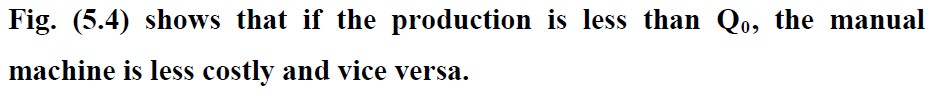 Fig. (5.4) shows that if the production is less than Q₀, the manual
machine is less costly and vice versa.